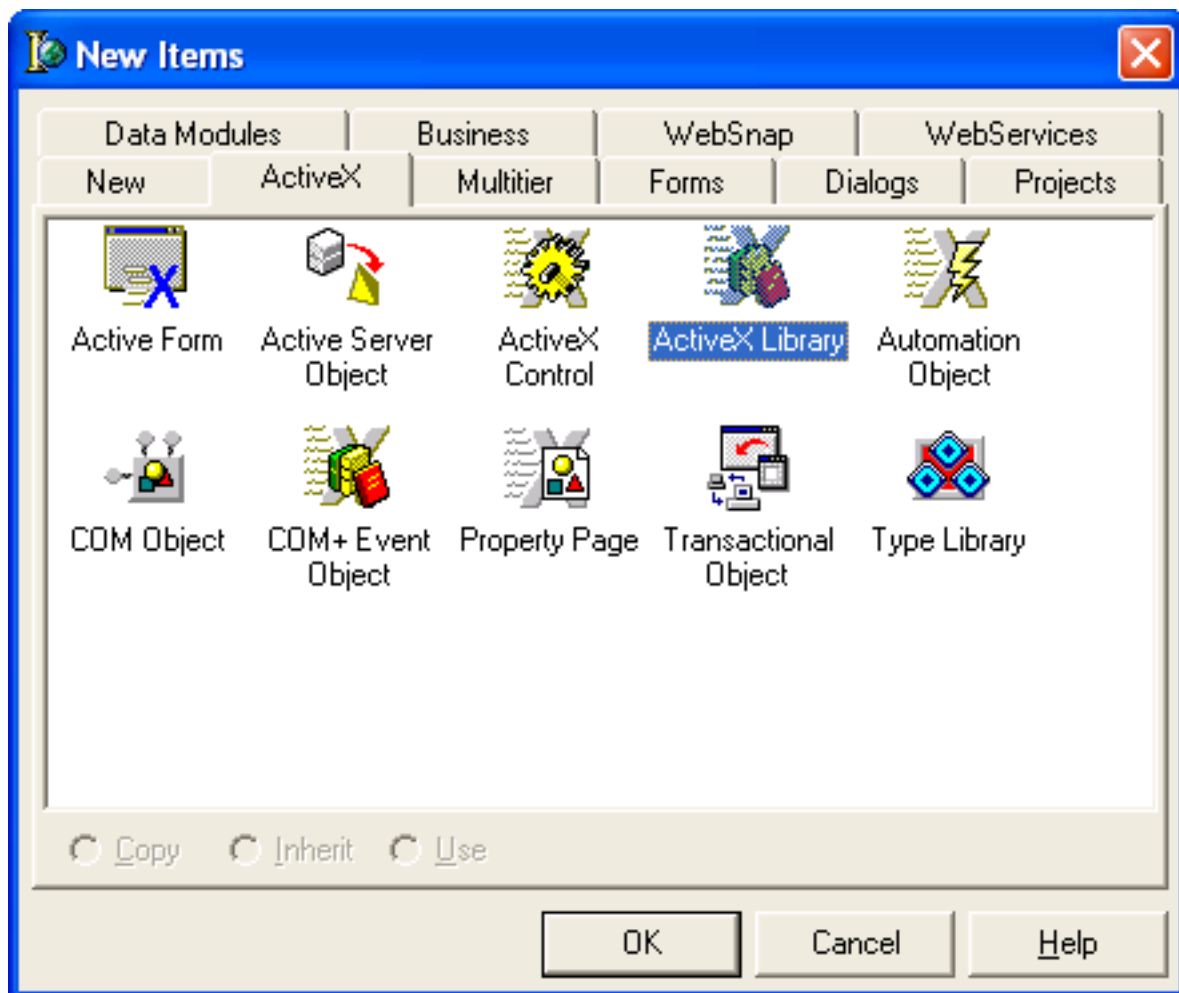 New Items
Data Modules Business WebSnap WebServices
New ActiveX Multitier Forms Dialogs Projects
Active Form Active Server ActiveX ActiveX Library Automation
Object Control Object
COM Object COM+ Event Property Page Transactional Type Library
Object Object
Copy Inherit Use
OK Cancel Help